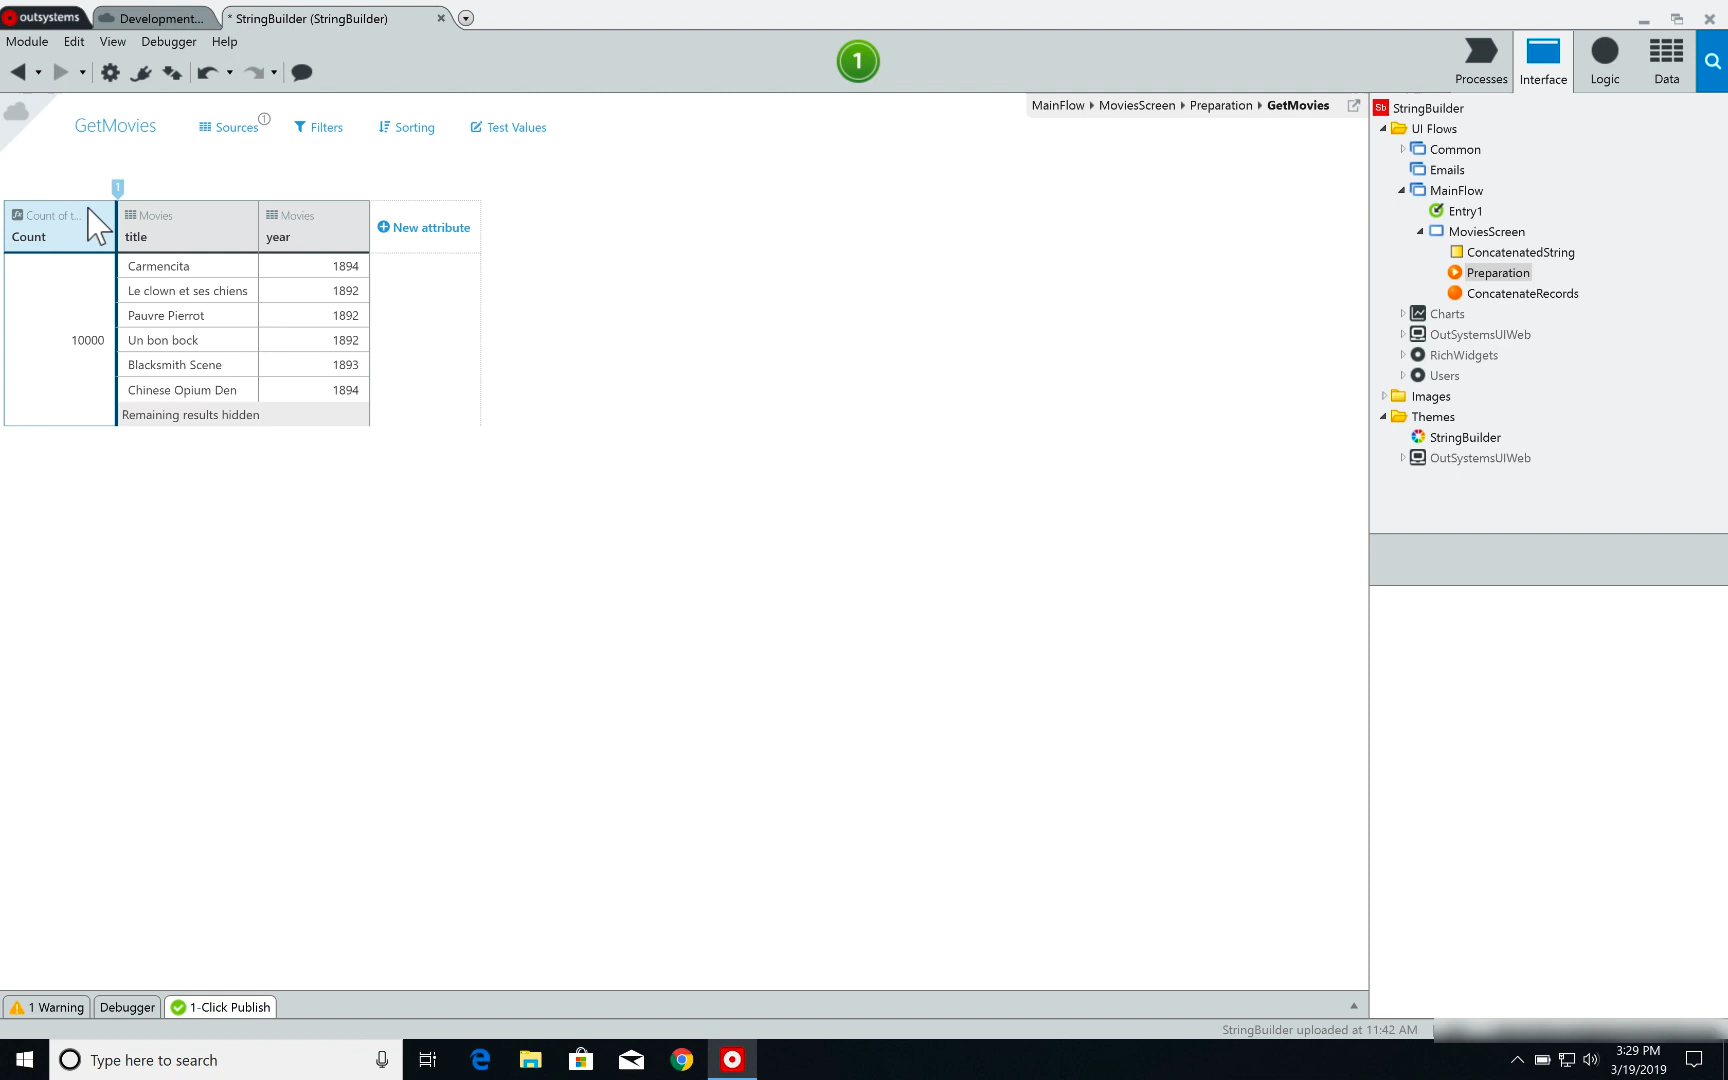 outsystems
Development...
* StringBuilder (StringBuilder)
Module Edit View Debugger Help
1
Processes Interface Logic Data
GetMovies Sources 1 Filters Sorting Test Values
MainFlow MoviesScreen Preparation GetMovies
1
Count of t...
Count
Movies
title
Movies
year
New attribute
10000
Carmencita 1894
Le clown et ses chiens 1892
Pauvre Pierrot 1892
Un bon bock 1892
Blacksmith Scene 1893
Chinese Opium Den 1894
Remaining results hidden
Sb StringBuilder
UI Flows
Common
Emails
MainFlow
Entry1
MoviesScreen
ConcatenatedString
Preparation
ConcatenateRecords
Charts
OutSystemsUIWeb
RichWidgets
Users
Images
Themes
StringBuilder
OutSystemsUIWeb
1 Warning Debugger 1-Click Publish
StringBuilder uploaded at 11:42 AM
Type here to search
3:29 PM
3/19/2019